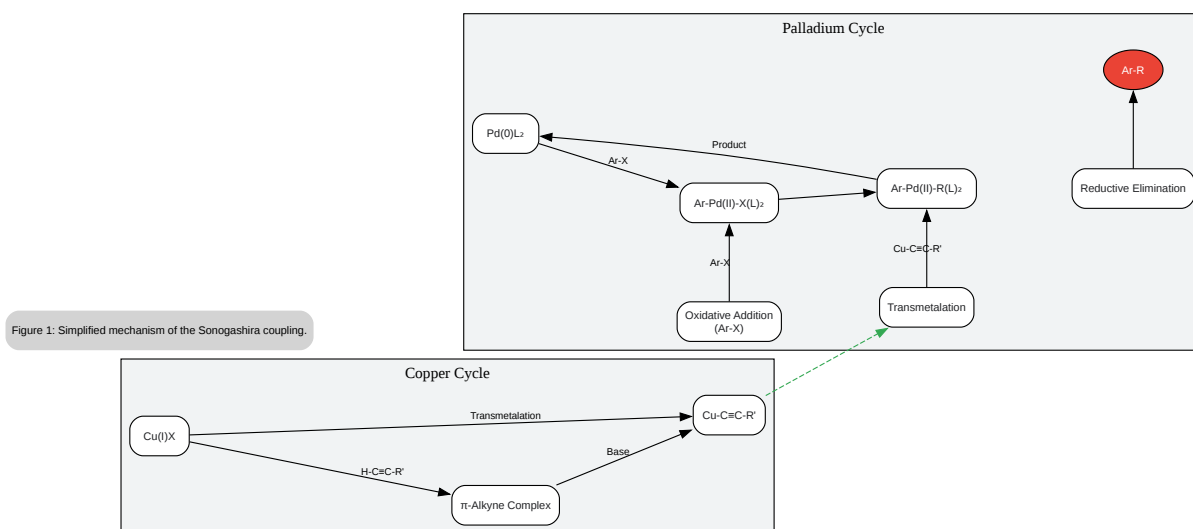 Palladium Cycle
Ar-R
Pd(0)L₂
Product
Ar-X
Ar-Pd(II)-X(L)₂
Ar-Pd(II)-R(L)₂
Reductive Elimination
Ar-X
Cu-C≡C-R'
Oxidative Addition
(Ar-X)
Transmetalation
Figure 1: Simplified mechanism of the Sonogashira coupling.
Copper Cycle
Cu(I)X
Transmetalation
Cu-C≡C-R'
H-C≡C-R'
Base
π-Alkyne Complex